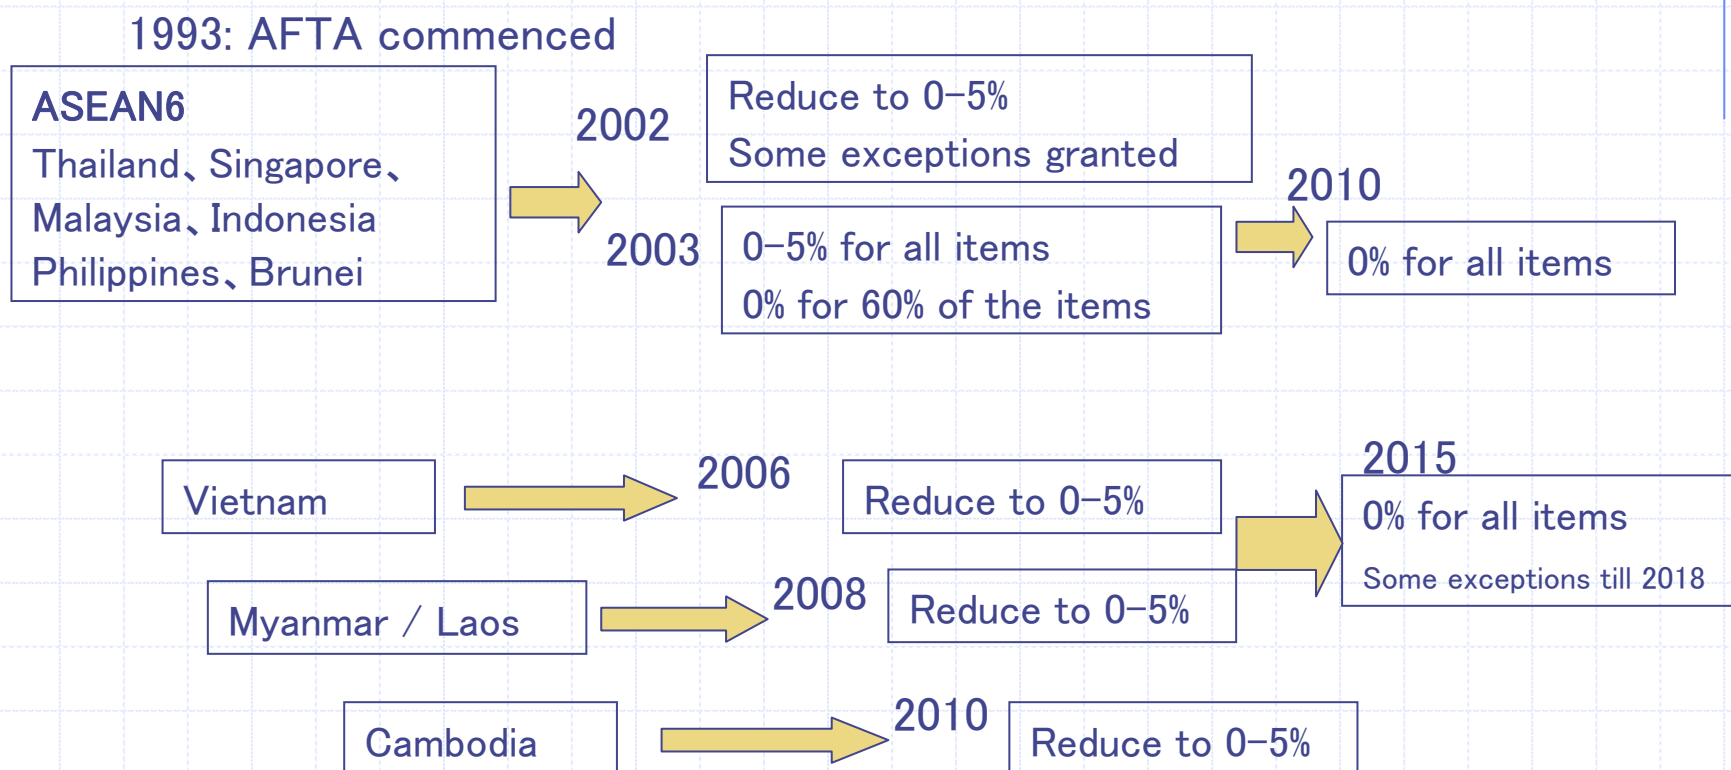 1993: AFTA commenced
ASEAN6
Thailand、Singapore、
Malaysia、Indonesia
Philippines、Brunei
2002
Reduce to 0-5%
Some exceptions granted
2003
0-5% for all items
0% for 60% of the items
2010
0% for all items
Vietnam
2006
Reduce to 0-5%
Myanmar / Laos
2008
Reduce to 0-5%
2015
0% for all items
Some exceptions till 2018
Cambodia
2010
Reduce to 0-5%